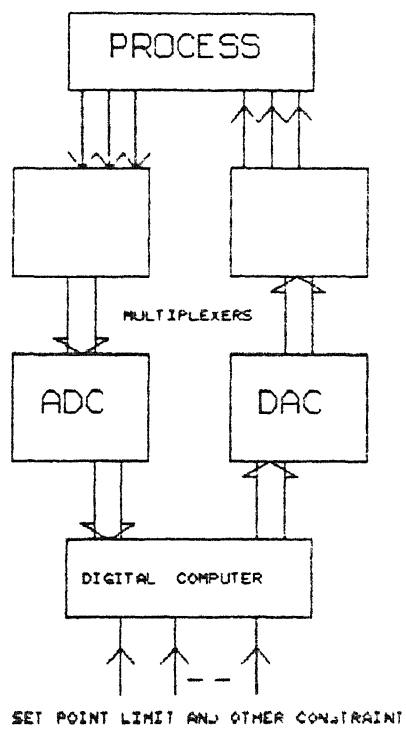 PROCESS
MULTIPLEXERS
ADC
DAC
DIGITAL COMPUTER
SET POINT LIMIT AND OTHER CONSTRAINT